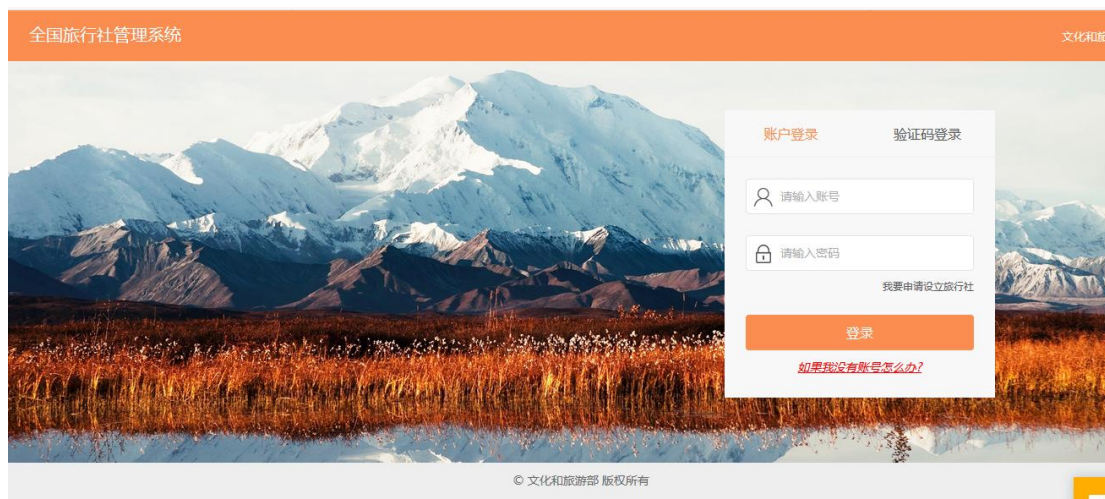 全国旅行社管理系统
文化和旅
账户登录 验证码登录
请输入账号
请输入密码
我要申请设立旅行社
登录
如果我没有账号怎么办?
© 文化和旅游部 版权所有